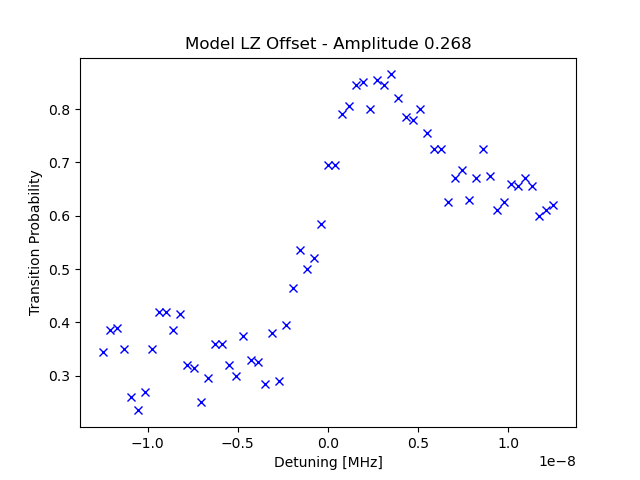 Model LZ Offset - Amplitude 0.268
Transition Probability
0.8
0.7
0.6
0.5
0.4
0.3
−1.0 −0.5 0.0 0.5 1.0
1e−8
Detuning [MHz]